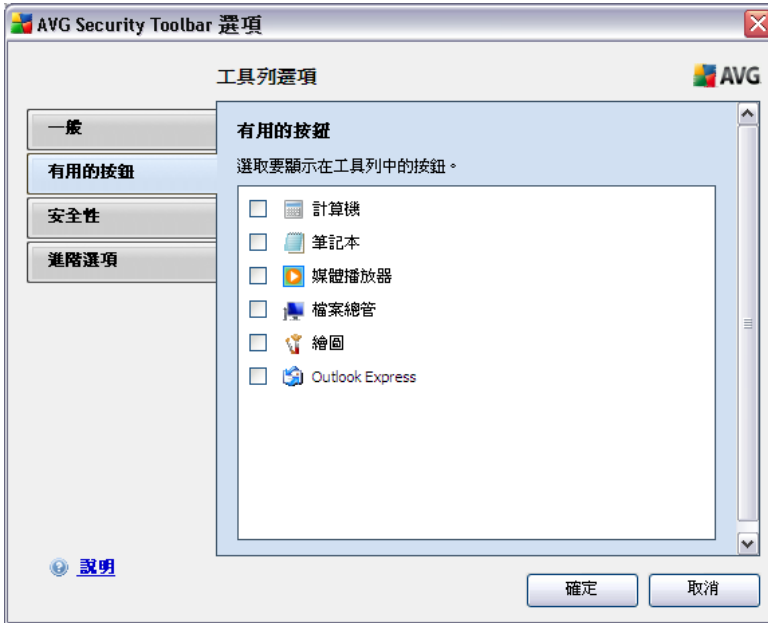 AVG Security Toolbar 選項
工具列選項
AVG
一般
有用的按鈕
安全性
進階選項
有用的按鈕
選取要顯示在工具列中的按鈕。
計算機
筆記本
媒體播放器
檔案總管
繪圖
Outlook Express
說明
確定
取消